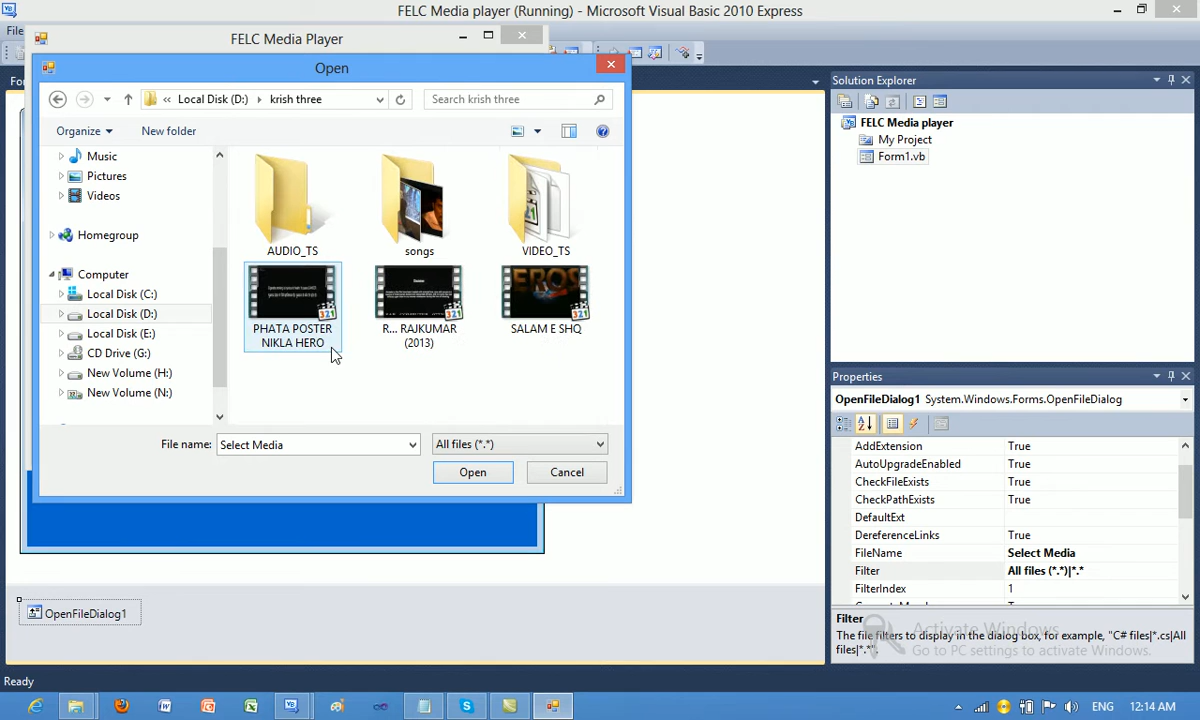 FELC Media player (Running) - Microsoft Visual Basic 2010 Express
File
FELC Media Player
Open
Local Disk (D:) krish three
Search krish three
Organize
New folder
Music
Pictures
Videos
Homegroup
Computer
Local Disk (C:)
Local Disk (D:)
Local Disk (E:)
CD Drive (G:)
New Volume (H:)
New Volume (N:)
AUDIO_TS
songs
VIDEO_TS
PHATA POSTER
NIKLA HERO
R... RAJKUMAR
(2013)
SALAM E SHQ
File name: Select Media
All files (*.*)
Open
Cancel
OpenFileDialog1
Solution Explorer
FELC Media player
My Project
Form1.vb
Properties
OpenFileDialog1 System.Windows.Forms.OpenFileDialog
AddExtension True
AutoUpgradeEnabled True
CheckFileExists True
CheckPathExists True
DefaultExt
DereferenceLinks True
FileName Select Media
Filter All files (*.*)|*.*
FilterIndex 1
Filter
The file filters to display in the dialog box, for example, "C# files|*.cs|All
files|*.*".
Activate Windows
Go to PC settings to activate Windows.
Ready
ENG
12:14 AM